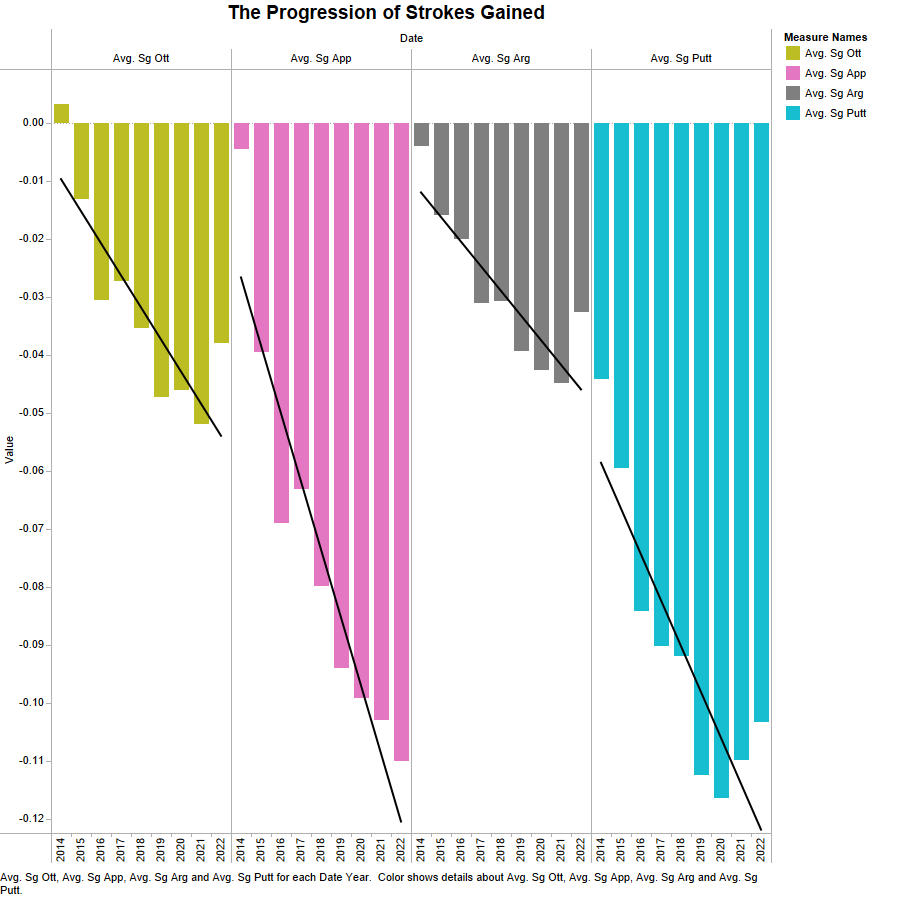 The Progression of Strokes Gained
Date
Avg. Sg Ott Avg. Sg App Avg. Sg Arg Avg. Sg Putt
Measure Names
Avg. Sg Ott
Avg. Sg App
Avg. Sg Arg
Avg. Sg Putt
0.00
-0.01
-0.02
-0.03
-0.04
-0.05
-0.06
-0.07
-0.08
-0.09
-0.10
-0.11
-0.12
Value
2014 2015 2016 2017 2018 2019 2020 2021 2022 2014 2015 2016 2017 2018 2019 2020 2021 2022 2014 2015 2016 2017 2018 2019 2020 2021 2022 2014 2015 2016 2017 2018 2019 2020 2021 2022
Avg. Sg Ott, Avg. Sg App, Avg. Sg Arg and Avg. Sg Putt for each Date Year.  Color shows details about Avg. Sg Ott, Avg. Sg App, Avg. Sg Arg and Avg. Sg
Putt.